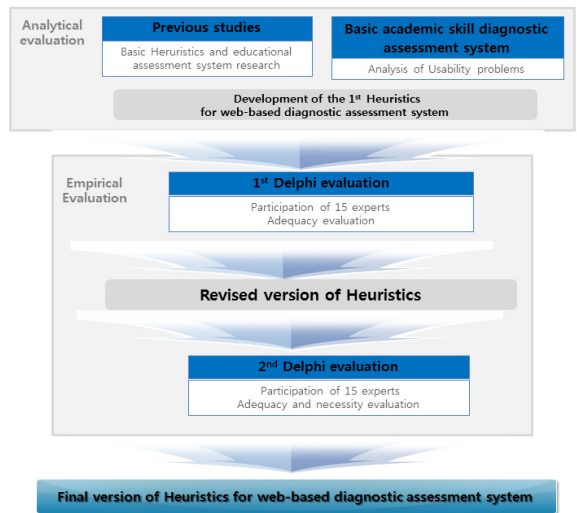 Analytical
evaluation
Previous studies
Basic Heruristics and educational
assessment system research
Basic academic skill diagnostic
assessment system
Analysis of Usability problems
Development of the 1st Heuristics
for web-based diagnostic assessment system
Empirical
Evaluation
1st Delphi evaluation
Participation of 15 experts
Adequacy evaluation
Revised version of Heuristics
2nd Delphi evaluation
Participation of 15 experts
Adequacy and necessity evaluation
Final version of Heuristics for web-based diagnostic assessment system